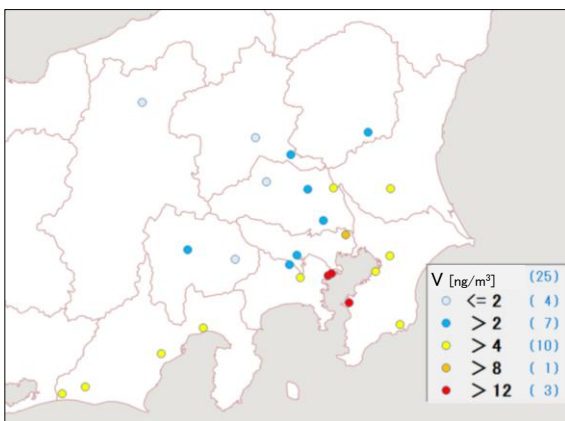 V [ng/m³] (25)
<= 2 ( 4)
> 2 ( 7)
> 4 (10)
> 8 ( 1)
> 12 ( 3)